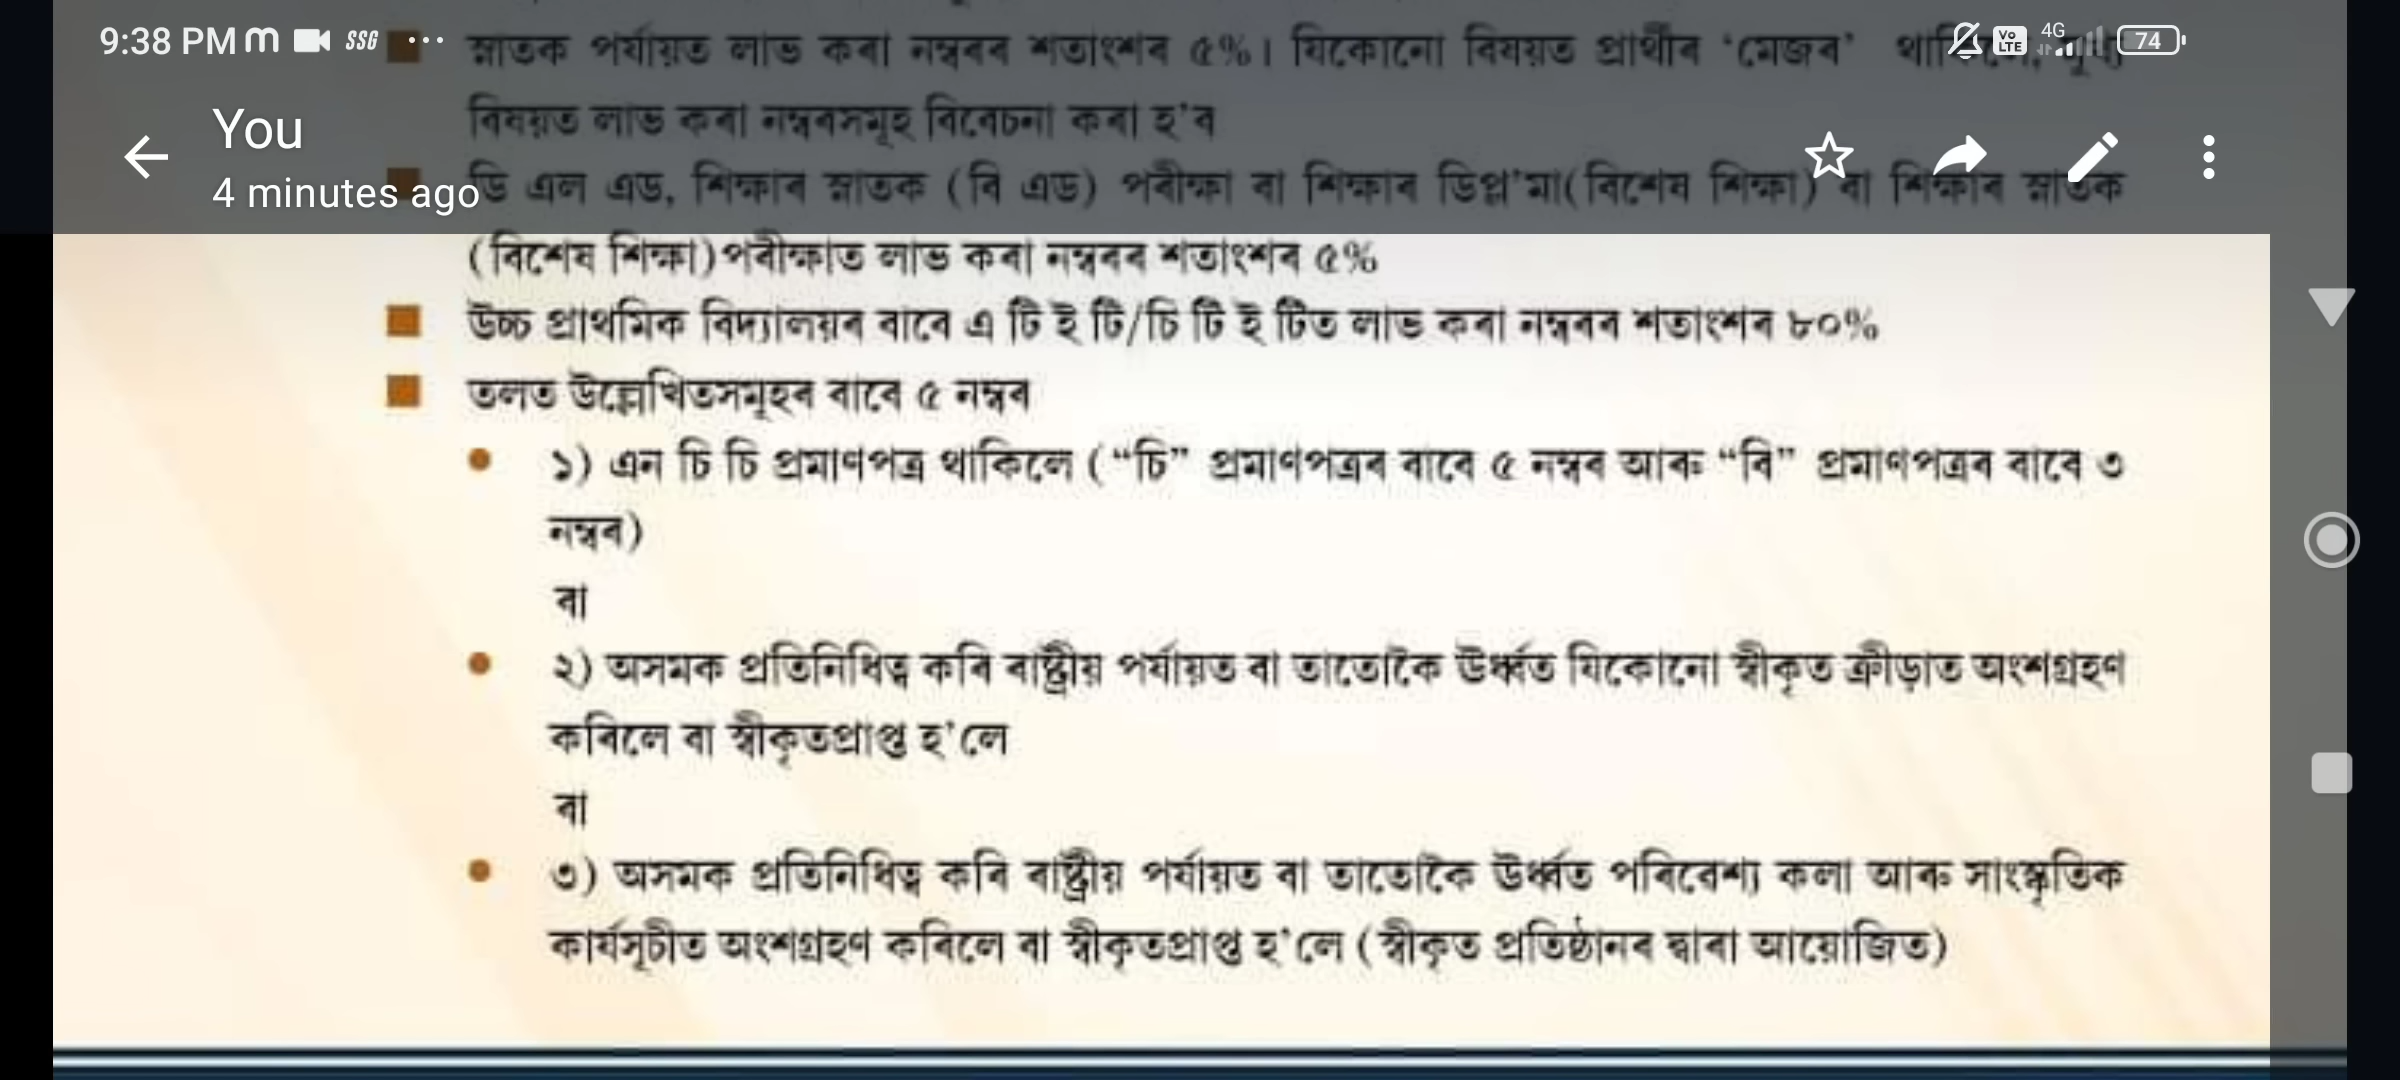 9:38 PM m SSG ... Vo LTE 4G 74
স্নাতক পৰ্যায়ত লাভ কৰা নম্বৰৰ শতাংশৰ ৫%। যিকোনো বিষয়ত প্ৰাৰ্থীৰ ‘মেজৰ’ থাকিলে, মূখ্য
বিষয়ত লাভ কৰা নম্বৰসমূহ বিবেচনা কৰা হ’ব
You
4 minutes ago
ডি এল এড, শিক্ষাৰ স্নাতক (বি এড) পৰীক্ষা বা শিক্ষাৰ ডিপ্ল’মা(বিশেষ শিক্ষা) বা শিক্ষাৰ স্নাতক
(বিশেষ শিক্ষা)পৰীক্ষাত লাভ কৰা নম্বৰৰ শতাংশৰ ৫%
উচ্চ প্ৰাথমিক বিদ্যালয়ৰ বাবে এ টি ই টি/চি টি ই টিত লাভ কৰা নম্বৰৰ শতাংশৰ ৮০%
তলত উল্লেখিতসমূহৰ বাবে ৫ নম্বৰ
১) এন চি চি প্ৰমাণপত্ৰ থাকিলে (“চি” প্ৰমাণপত্ৰৰ বাবে ৫ নম্বৰ আৰু “বি” প্ৰমাণপত্ৰৰ বাবে ৩
নম্বৰ)
বা
২) অসমক প্ৰতিনিধিত্ব কৰি ৰাষ্ট্ৰীয় পৰ্যায়ত বা তাতোকৈ উৰ্ধ্বত যিকোনো স্বীকৃত ক্ৰীড়াত অংশগ্ৰহণ
কৰিলে বা স্বীকৃতপ্ৰাপ্ত হ’লে
বা
৩) অসমক প্ৰতিনিধিত্ব কৰি ৰাষ্ট্ৰীয় পৰ্যায়ত বা তাতোকৈ উৰ্ধ্বত পৰিবেশ্য কলা আৰু সাংস্কৃতিক
কাৰ্যসূচীত অংশগ্ৰহণ কৰিলে বা স্বীকৃতপ্ৰাপ্ত হ’লে (স্বীকৃত প্ৰতিষ্ঠানৰ দ্বাৰা আয়োজিত)